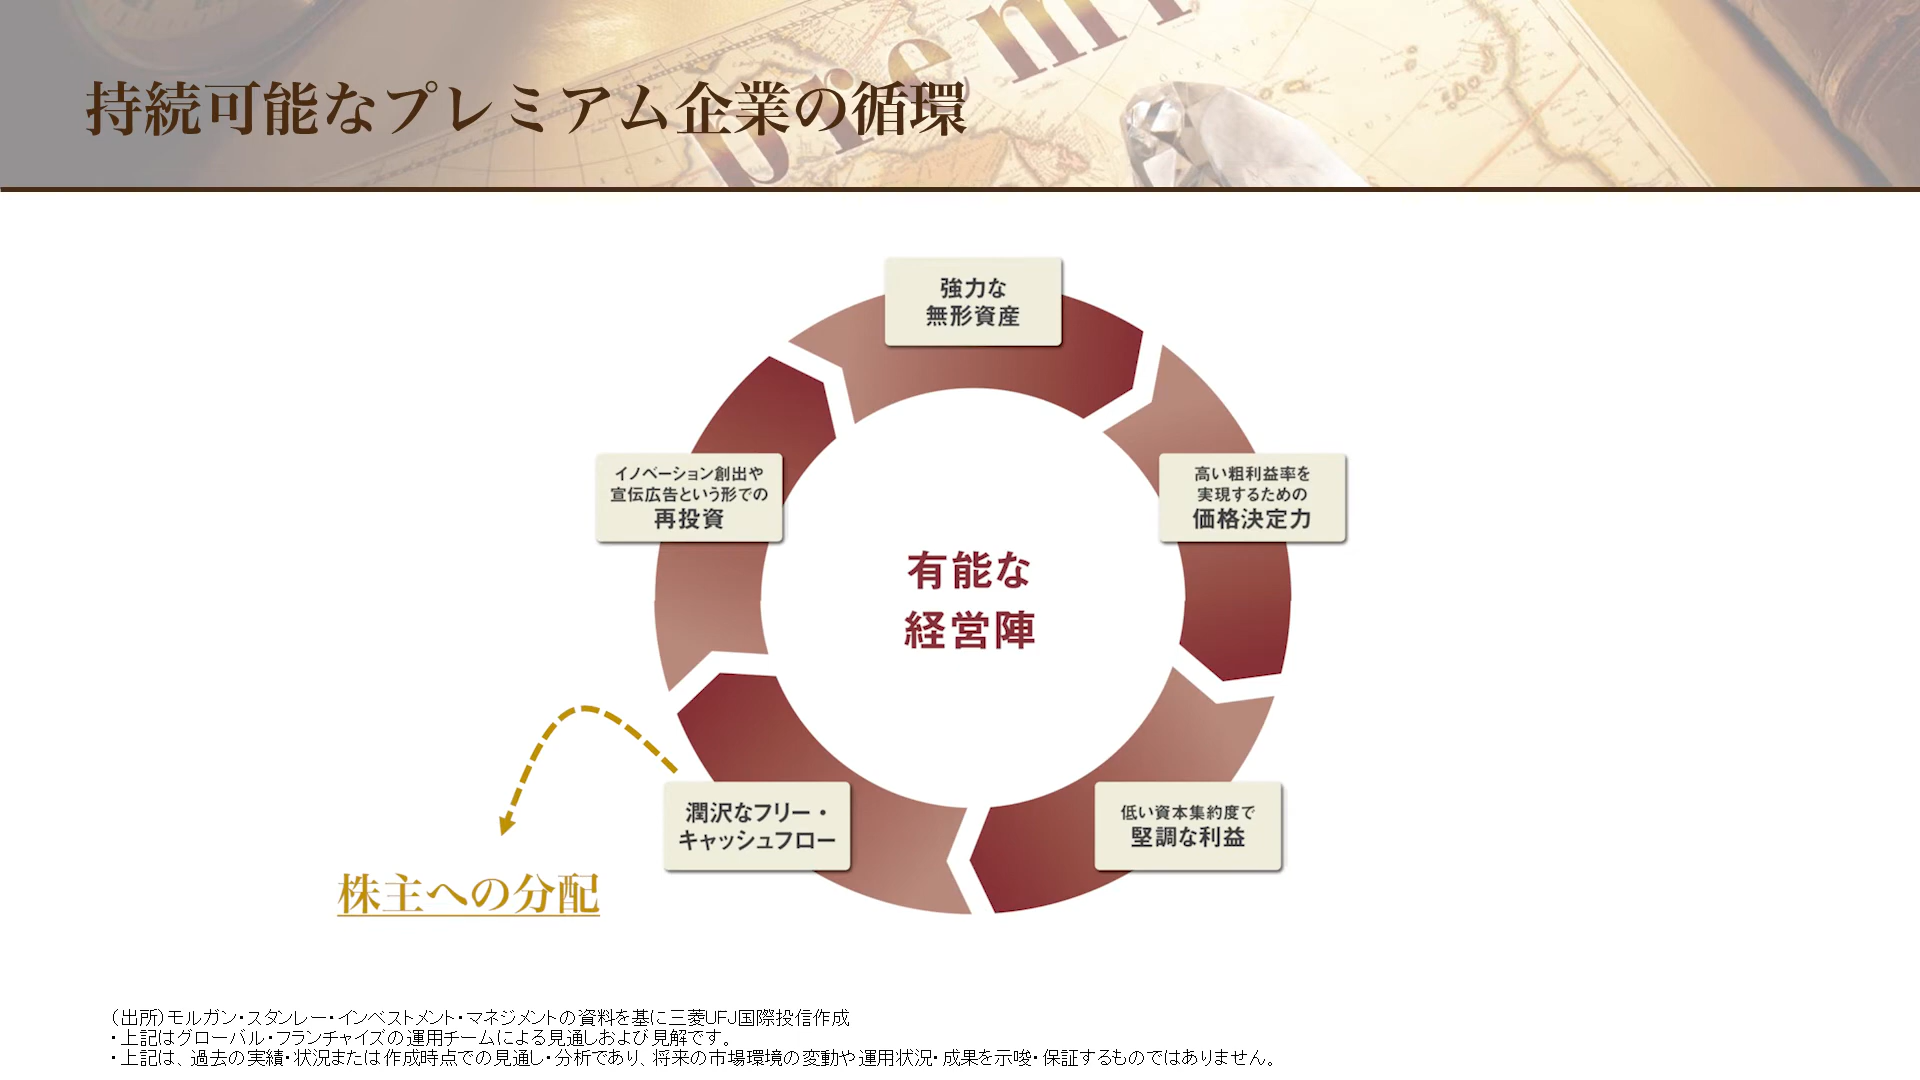 持続可能なプレミアム企業の循環
premi
強力な
無形資産
イノベーション創出や
宣伝広告という形での
再投資
高い粗利益率を
実現するための
価格決定力
有能な
経営陣
潤沢なフリー・
キャッシュフロー
低い資本集約度で
堅調な利益
株主への分配
(出所)モルガン・スタンレー・インベストメント・マネジメントの資料を基に三菱UFJ国際投信作成
・上記はグローバル・フランチャイズの運用チームによる見通しおよび見解です。
・上記は、過去の実績・状況または作成時点での見通し・分析であり、将来の市場環境の変動や運用状況・成果を示唆・保証するものではありません。